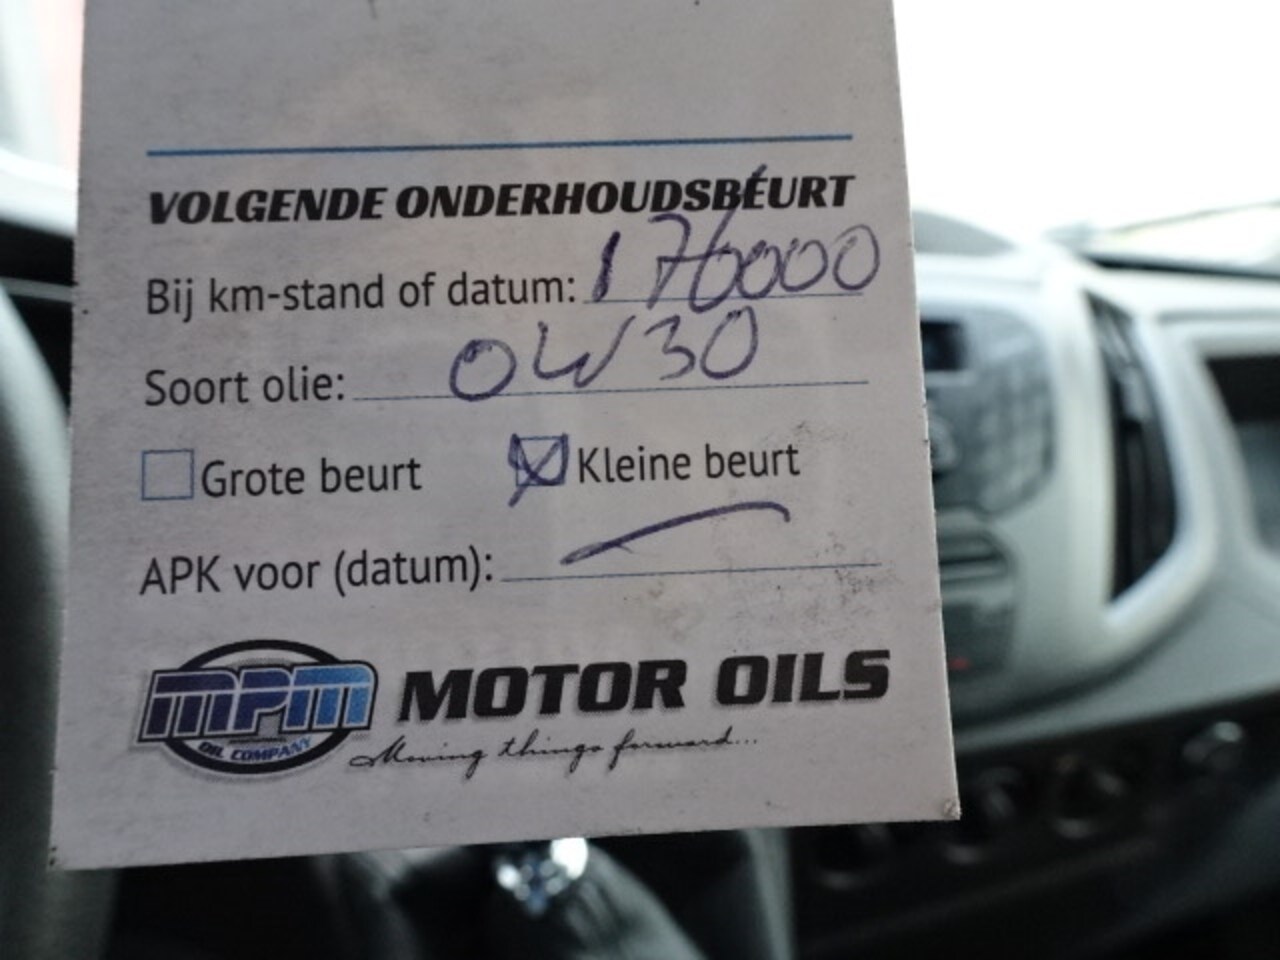 VOLGENDE ONDERHOUDSBEURT
Bij km-stand of datum: 176000
Soort olie: 0W30
Grote beurt Kleine beurt
APK voor (datum):
mpm MOTOR OILS
OIL COMPANY Moving things forward...